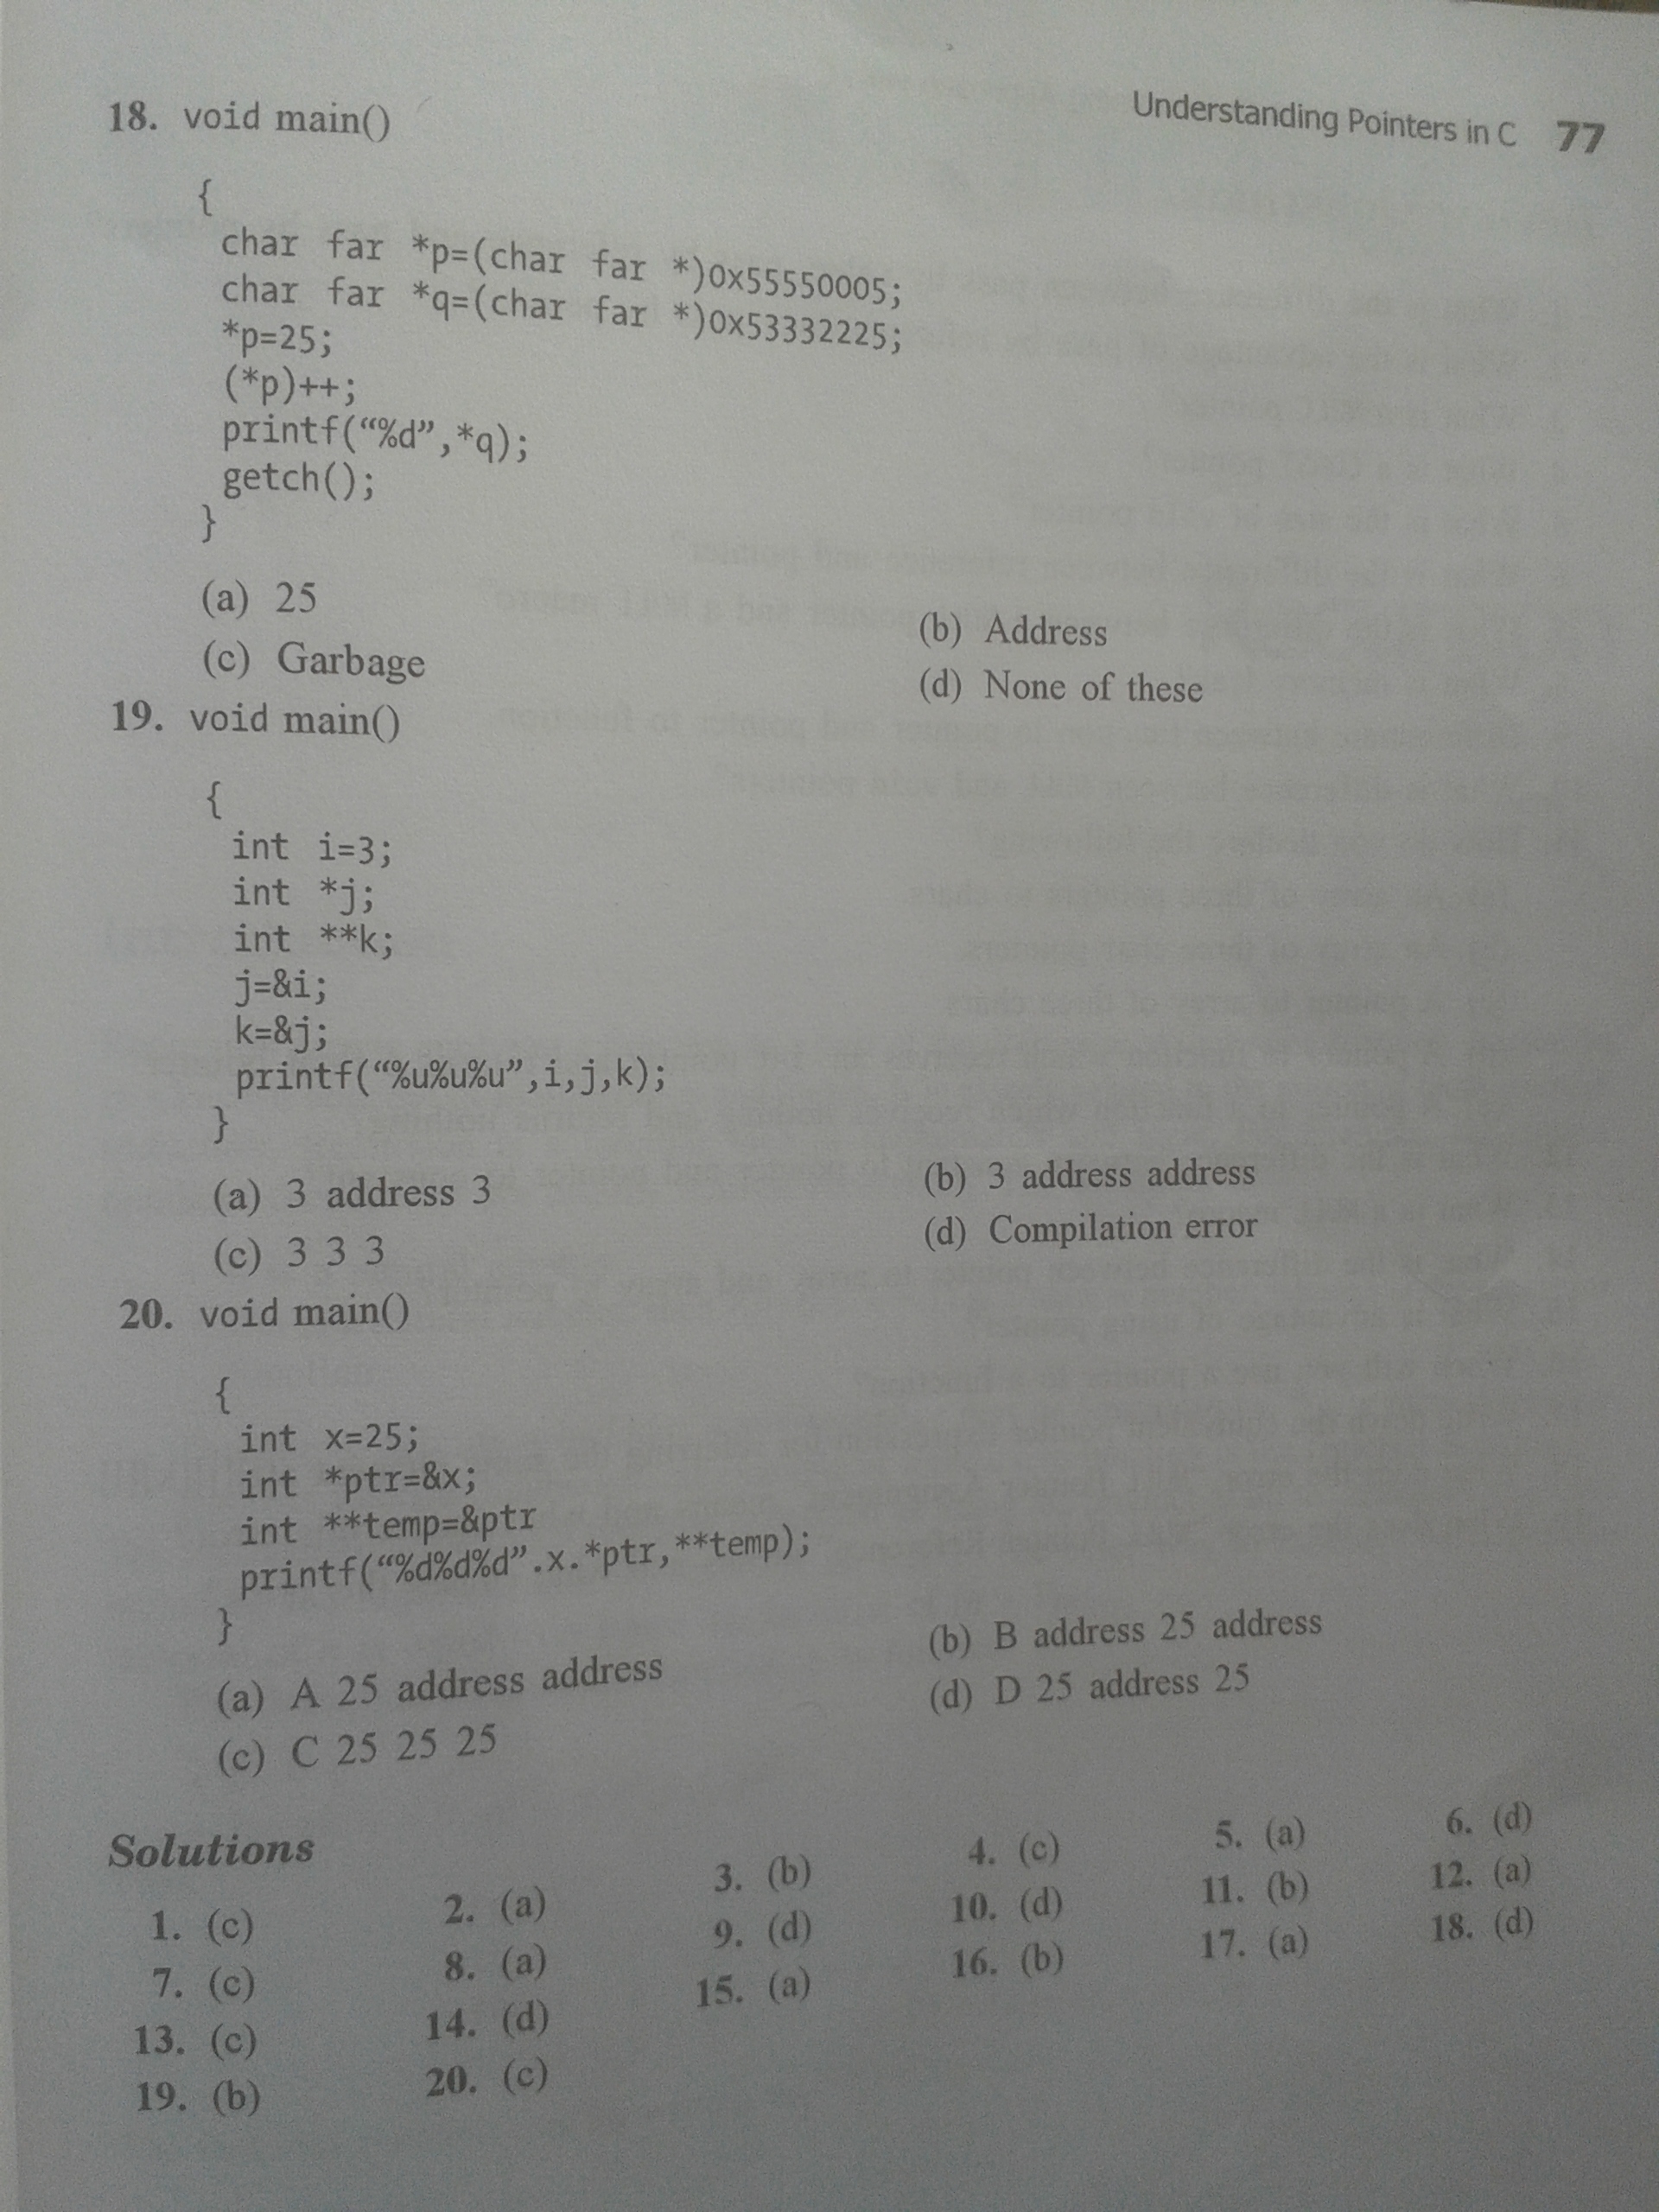 Understanding Pointers in C 77
18. void main()
{
char far *p=(char far *)0x55550005;
char far *q=(char far *)0x53332225;
*p=25;
(*p)++;
printf(“%d”,*q);
getch();
}
(a) 25
(b) Address
(c) Garbage
(d) None of these
19. void main()
{
int i=3;
int *j;
int **k;
j=&i;
k=&j;
printf(“%u%u%u”,i,j,k);
}
(a) 3 address 3
(b) 3 address address
(c) 3 3 3
(d) Compilation error
20. void main()
{
int x=25;
int *ptr=&x;
int **temp=&ptr
printf(“%d%d%d”.x.*ptr,**temp);
}
(a) A 25 address address
(b) B address 25 address
(c) C 25 25 25
(d) D 25 address 25
Solutions
1. (c) 2. (a) 3. (b) 4. (c) 5. (a) 6. (d)
7. (c) 8. (a) 9. (d) 10. (d) 11. (b) 12. (a)
13. (c) 14. (d) 15. (a) 16. (b) 17. (a) 18. (d)
19. (b) 20. (c)